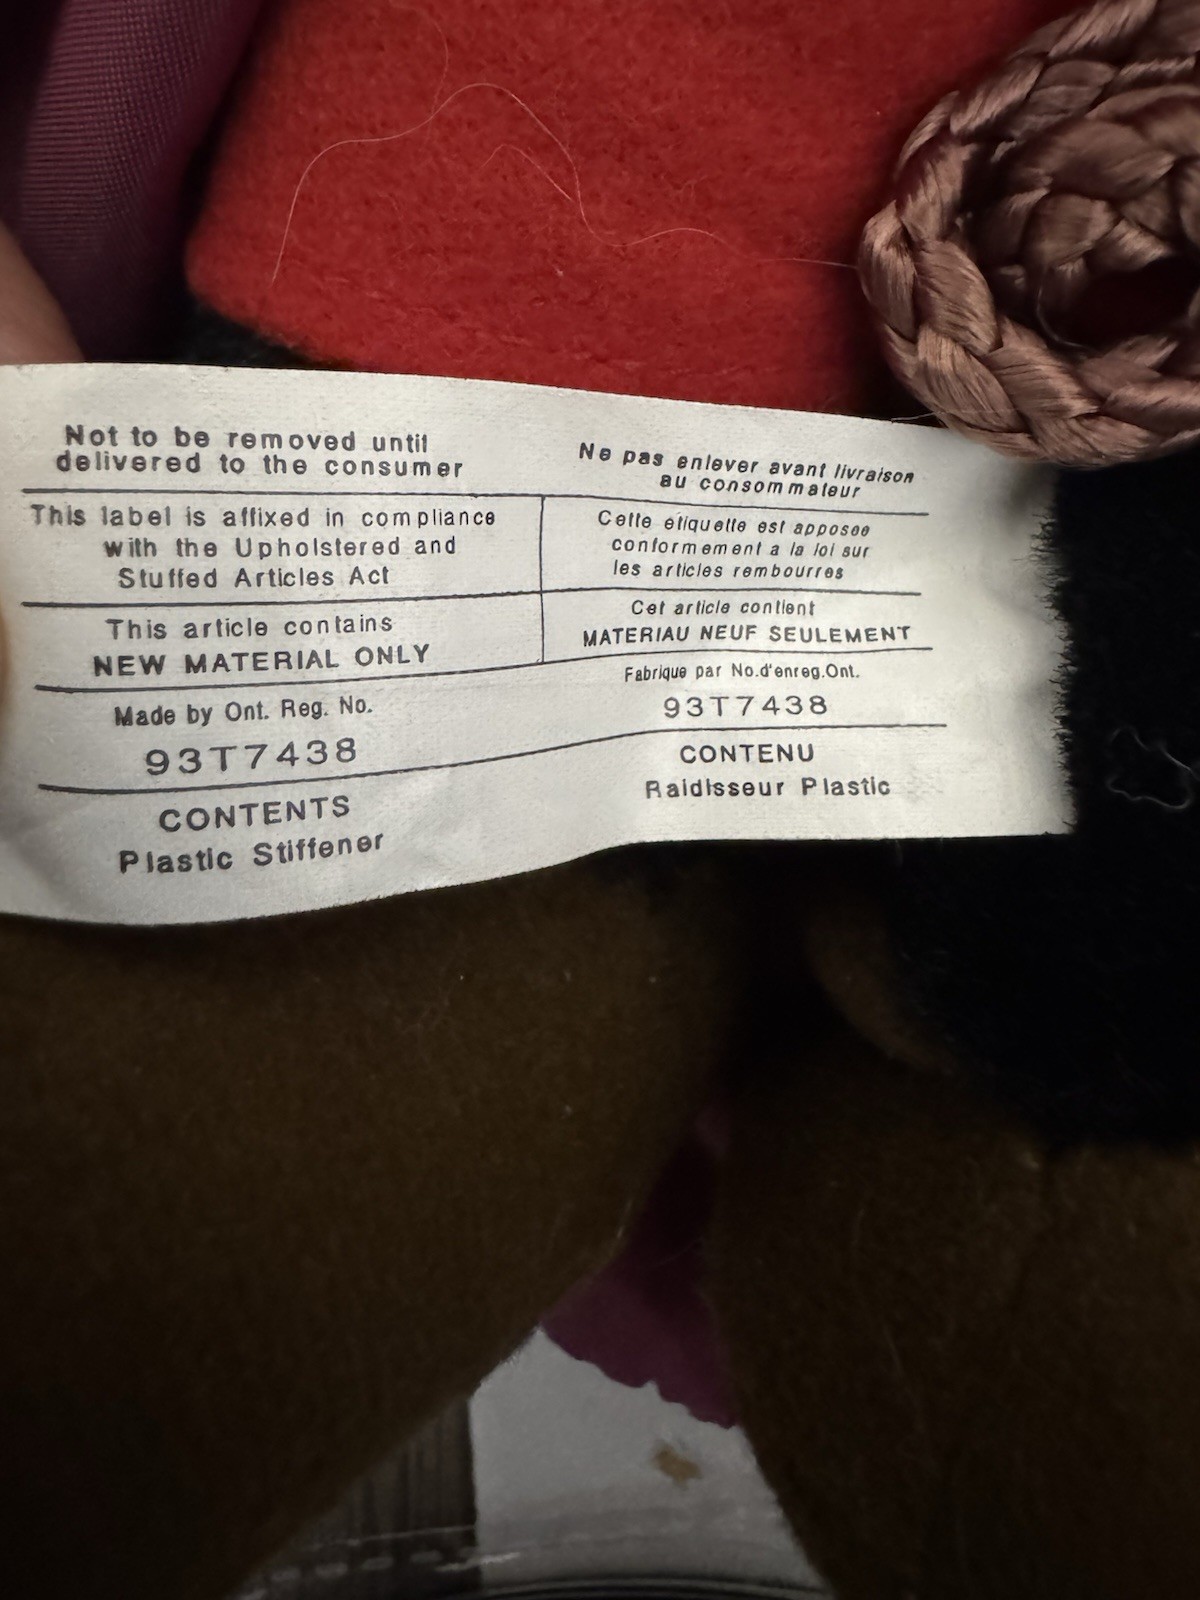 Not to be removed until
delivered to the consumer
This label is affixed in compliance
with the Upholstered and
Stuffed Articles Act
This article contains
NEW MATERIAL ONLY
Made by Ont. Reg. No.
93T7438
CONTENTS
Plastic Stiffener
Ne pas enlever avant livraison
au consommateur
Cette etiquette est apposee
conformement a la loi sur
les articles rembourres
Cet article contient
MATERIAU NEUF SEULEMENT
Fabrique par No.d'enreg.Ont.
93T7438
CONTENU
Raidisseur Plastic